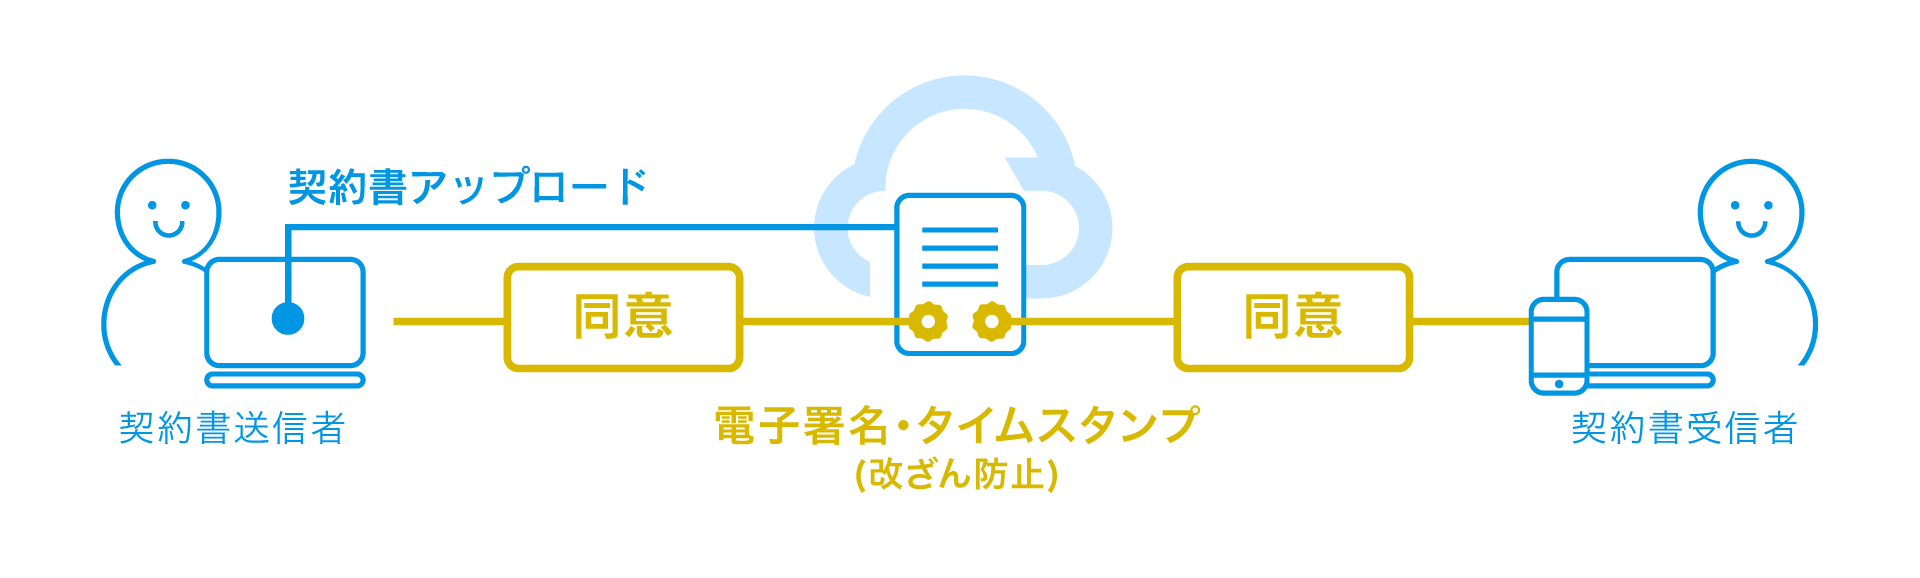 契約書アップロード
同意
同意
契約書送信者
電子署名・タイムスタンプ
(改ざん防止)
契約書受信者